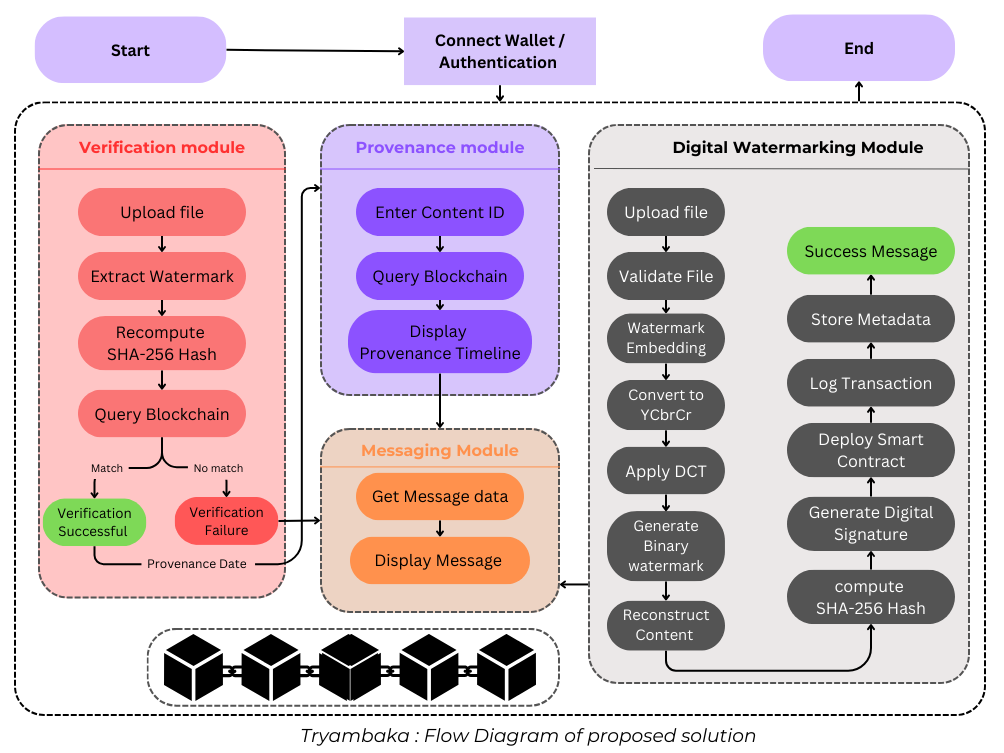 Start
Connect Wallet /
Authentication
End
Verification module
Upload file
Extract Watermark
Recompute
SHA-256 Hash
Query Blockchain
Match
No match
Verification
Successful
Verification
Failure
Provenance Date
Provenance module
Enter Content ID
Query Blockchain
Display
Provenance Timeline
Messaging Module
Get Message data
Display Message
Digital Watermarking Module
Upload file
Validate File
Watermark
Embedding
Convert to
YCbrCr
Apply DCT
Generate
Binary
watermark
Reconstruct
Content
compute
SHA-256 Hash
Generate Digital
Signature
Deploy Smart
Contract
Log Transaction
Store Metadata
Success Message
Tryambaka : Flow Diagram of proposed solution